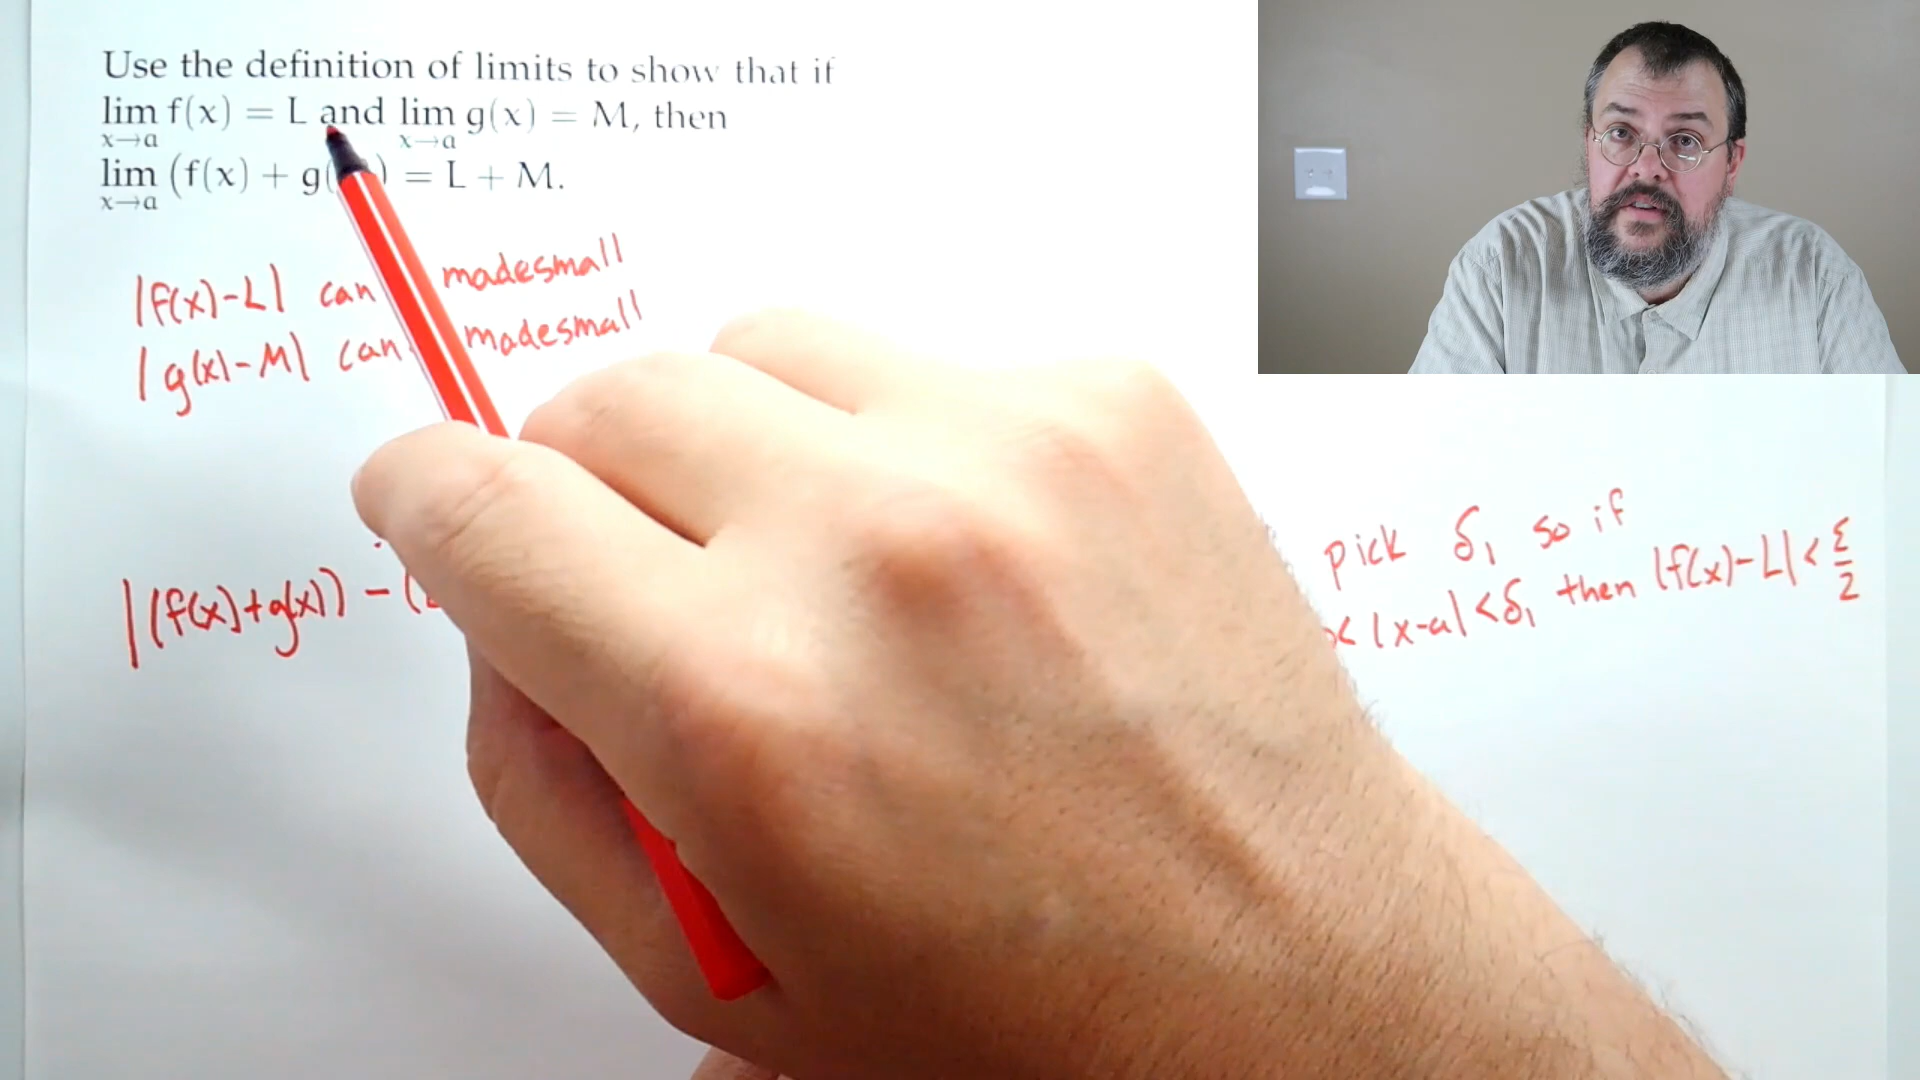 Use the definition of limits to show that if
lim f(x) = L and lim g(x) = M, then
x→a x→a
lim (f(x) + g( ) = L + M.
x→a
|f(x)-L| can madesmall
|g(x)-M| can madesmall
pick δ₁ so if
< |x-a| < δ₁ then |f(x)-L| < ε/2
|(f(x)+g(x)) - (